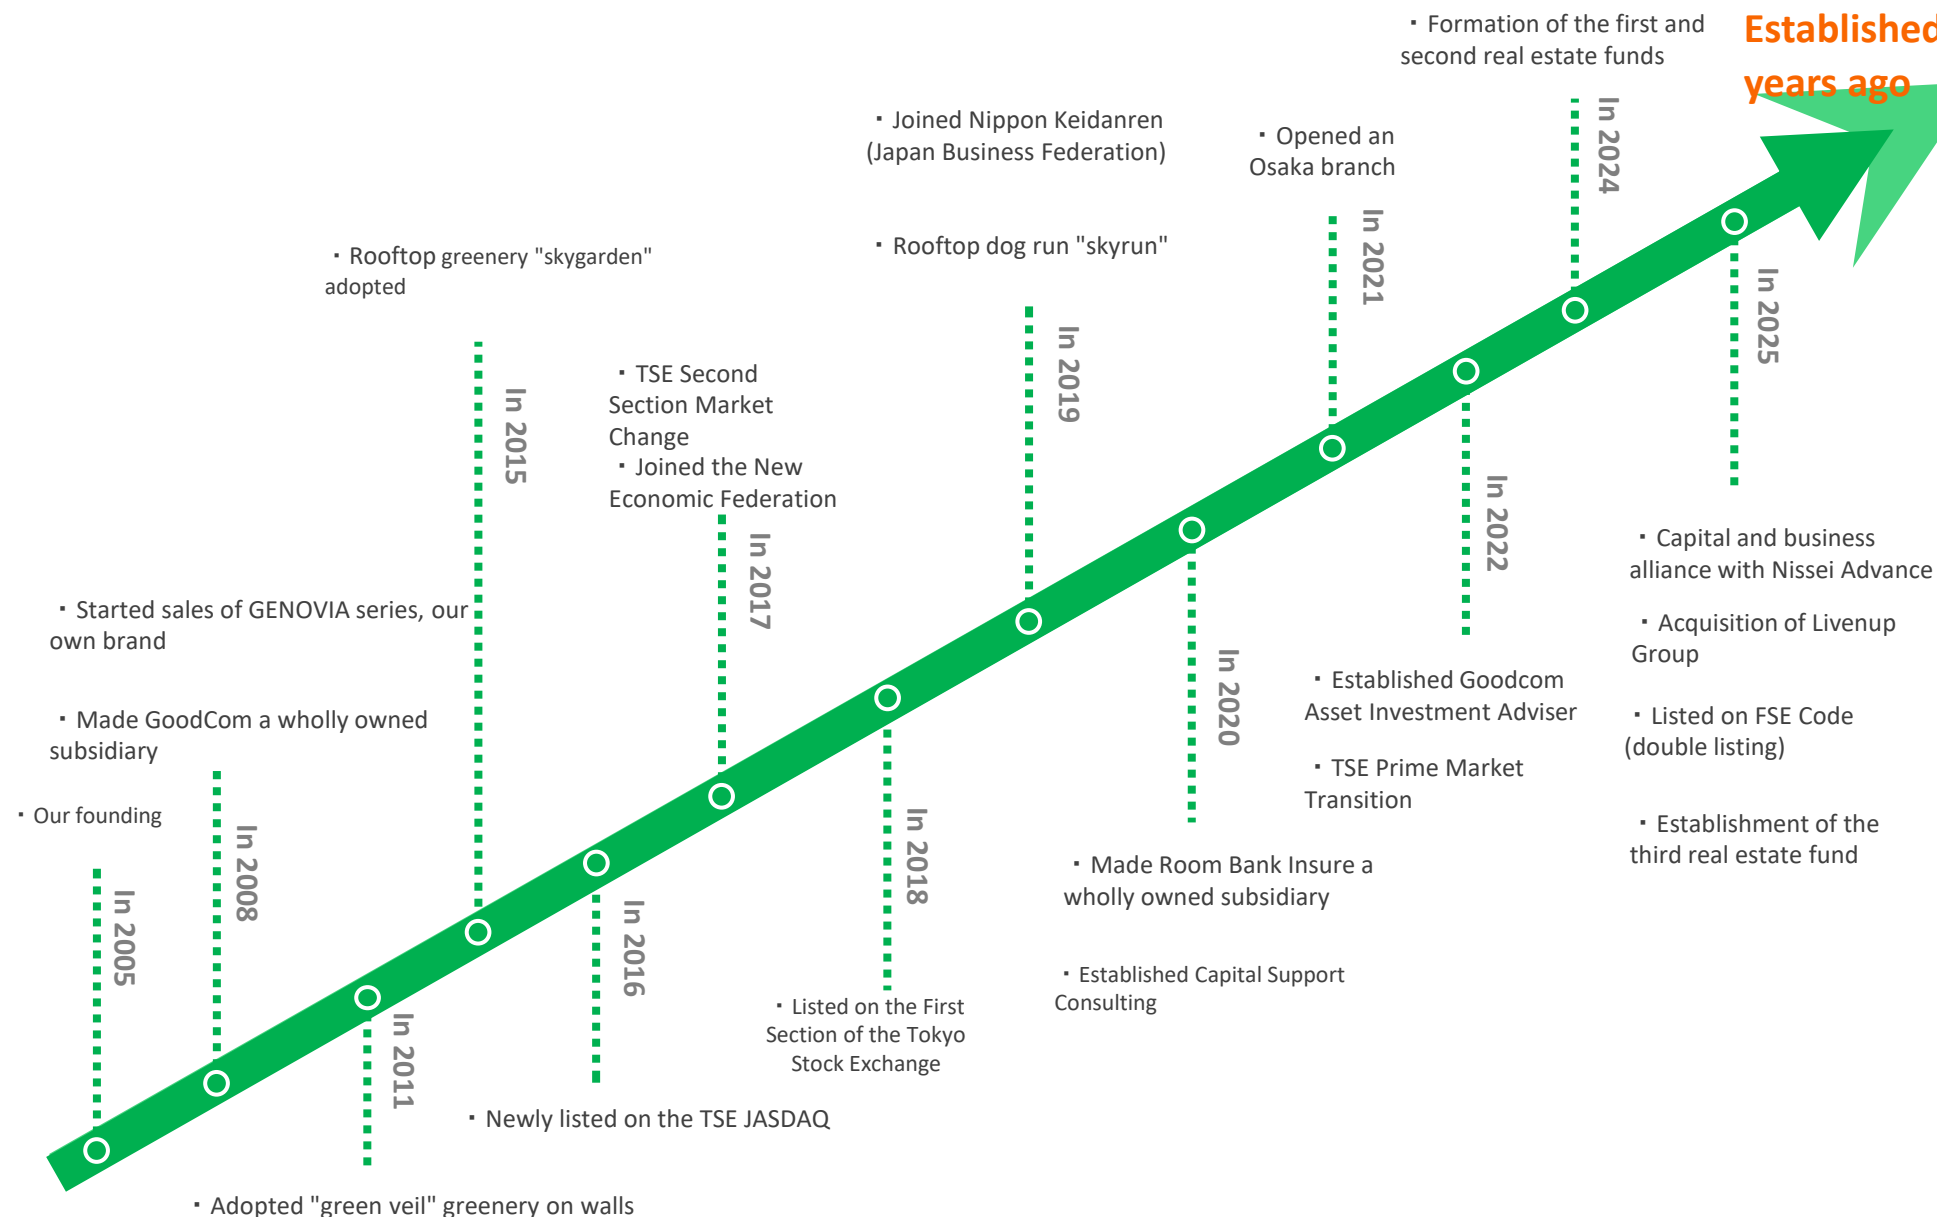 ・Our founding
In 2005
・Started sales of GENOVIA series, our
own brand
・Made GoodCom a wholly owned
subsidiary
In 2008
In 2011
・Adopted "green veil" greenery on walls
・Rooftop greenery "skygarden"
adopted
In 2015
In 2016
・Newly listed on the TSE JASDAQ
・TSE Second
Section Market
Change
・Joined the New
Economic Federation
In 2017
In 2018
・Listed on the First
Section of the Tokyo
Stock Exchange
・Joined Nippon Keidanren
(Japan Business Federation)
・Rooftop dog run "skyrun"
In 2019
In 2020
・Made Room Bank Insure a
wholly owned subsidiary
・Established Capital Support
Consulting
・Opened an
Osaka branch
In 2021
In 2022
・Established Goodcom
Asset Investment Adviser
・TSE Prime Market
Transition
・Formation of the first and
second real estate funds
In 2024
In 2025
・Capital and business
alliance with Nissei Advance
・Acquisition of Livenup
Group
・Listed on FSE Code
(double listing)
・Establishment of the
third real estate fund
Established
years ago